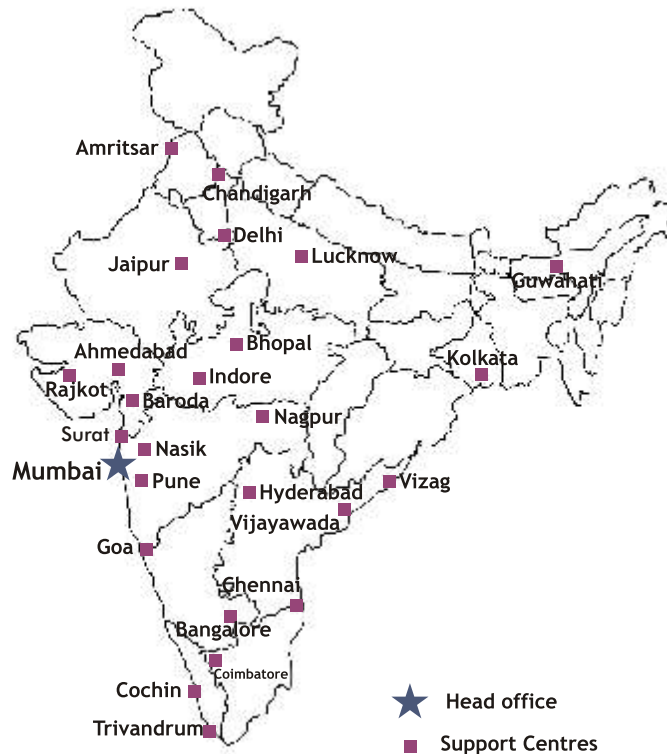 Amritsar
Chandigarh
Delhi
Lucknow
Jaipur
Guwahati
Bhopal
Ahmedabad
Kolkata
Rajkot
Indore
Baroda
Nagpur
Surat
Nasik
Mumbai
Pune
Vizag
Hyderabad
Vijayawada
Goa
Chennai
Bangalore
Coimbatore
Cochin
Head office
Trivandrum
Support Centres